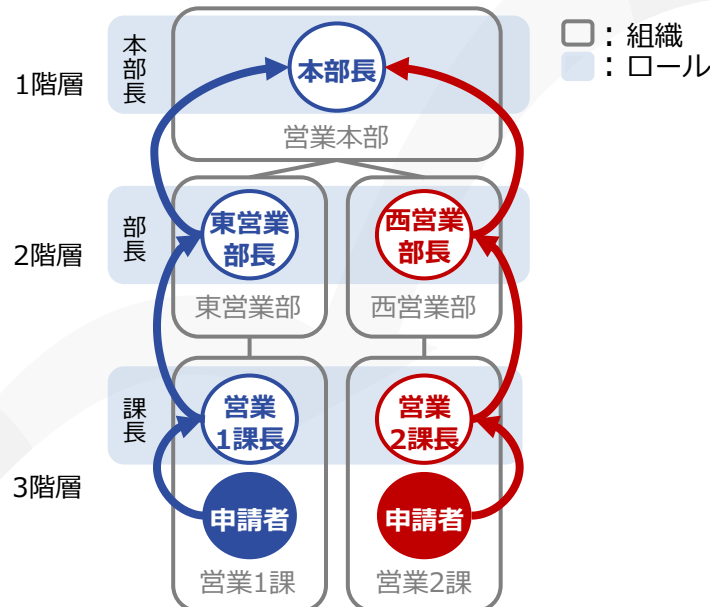 本部長
1階層
本部長
営業本部
：組織
：ロール
部長
2階層
東営業
部長
西営業
部長
東営業部
西営業部
課長
3階層
営業
1課長
営業
2課長
申請者
申請者
営業1課
営業2課